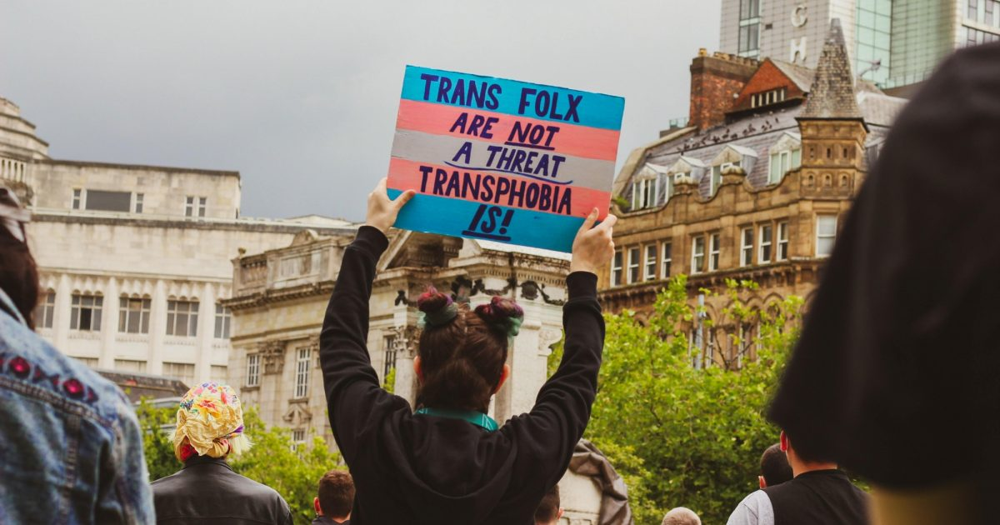 TRANS FOLX
ARE NOT
A THREAT
TRANSPHOBIA
IS!
C
H